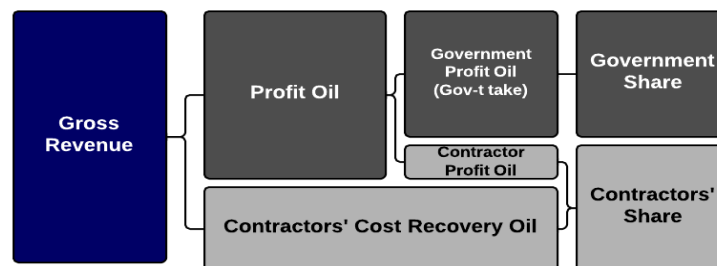 Gross
Revenue
Profit Oil
Government
Profit Oil
(Gov-t take)
Government
Share
Contractor
Profit Oil
Contractors' Cost Recovery Oil
Contractors'
Share